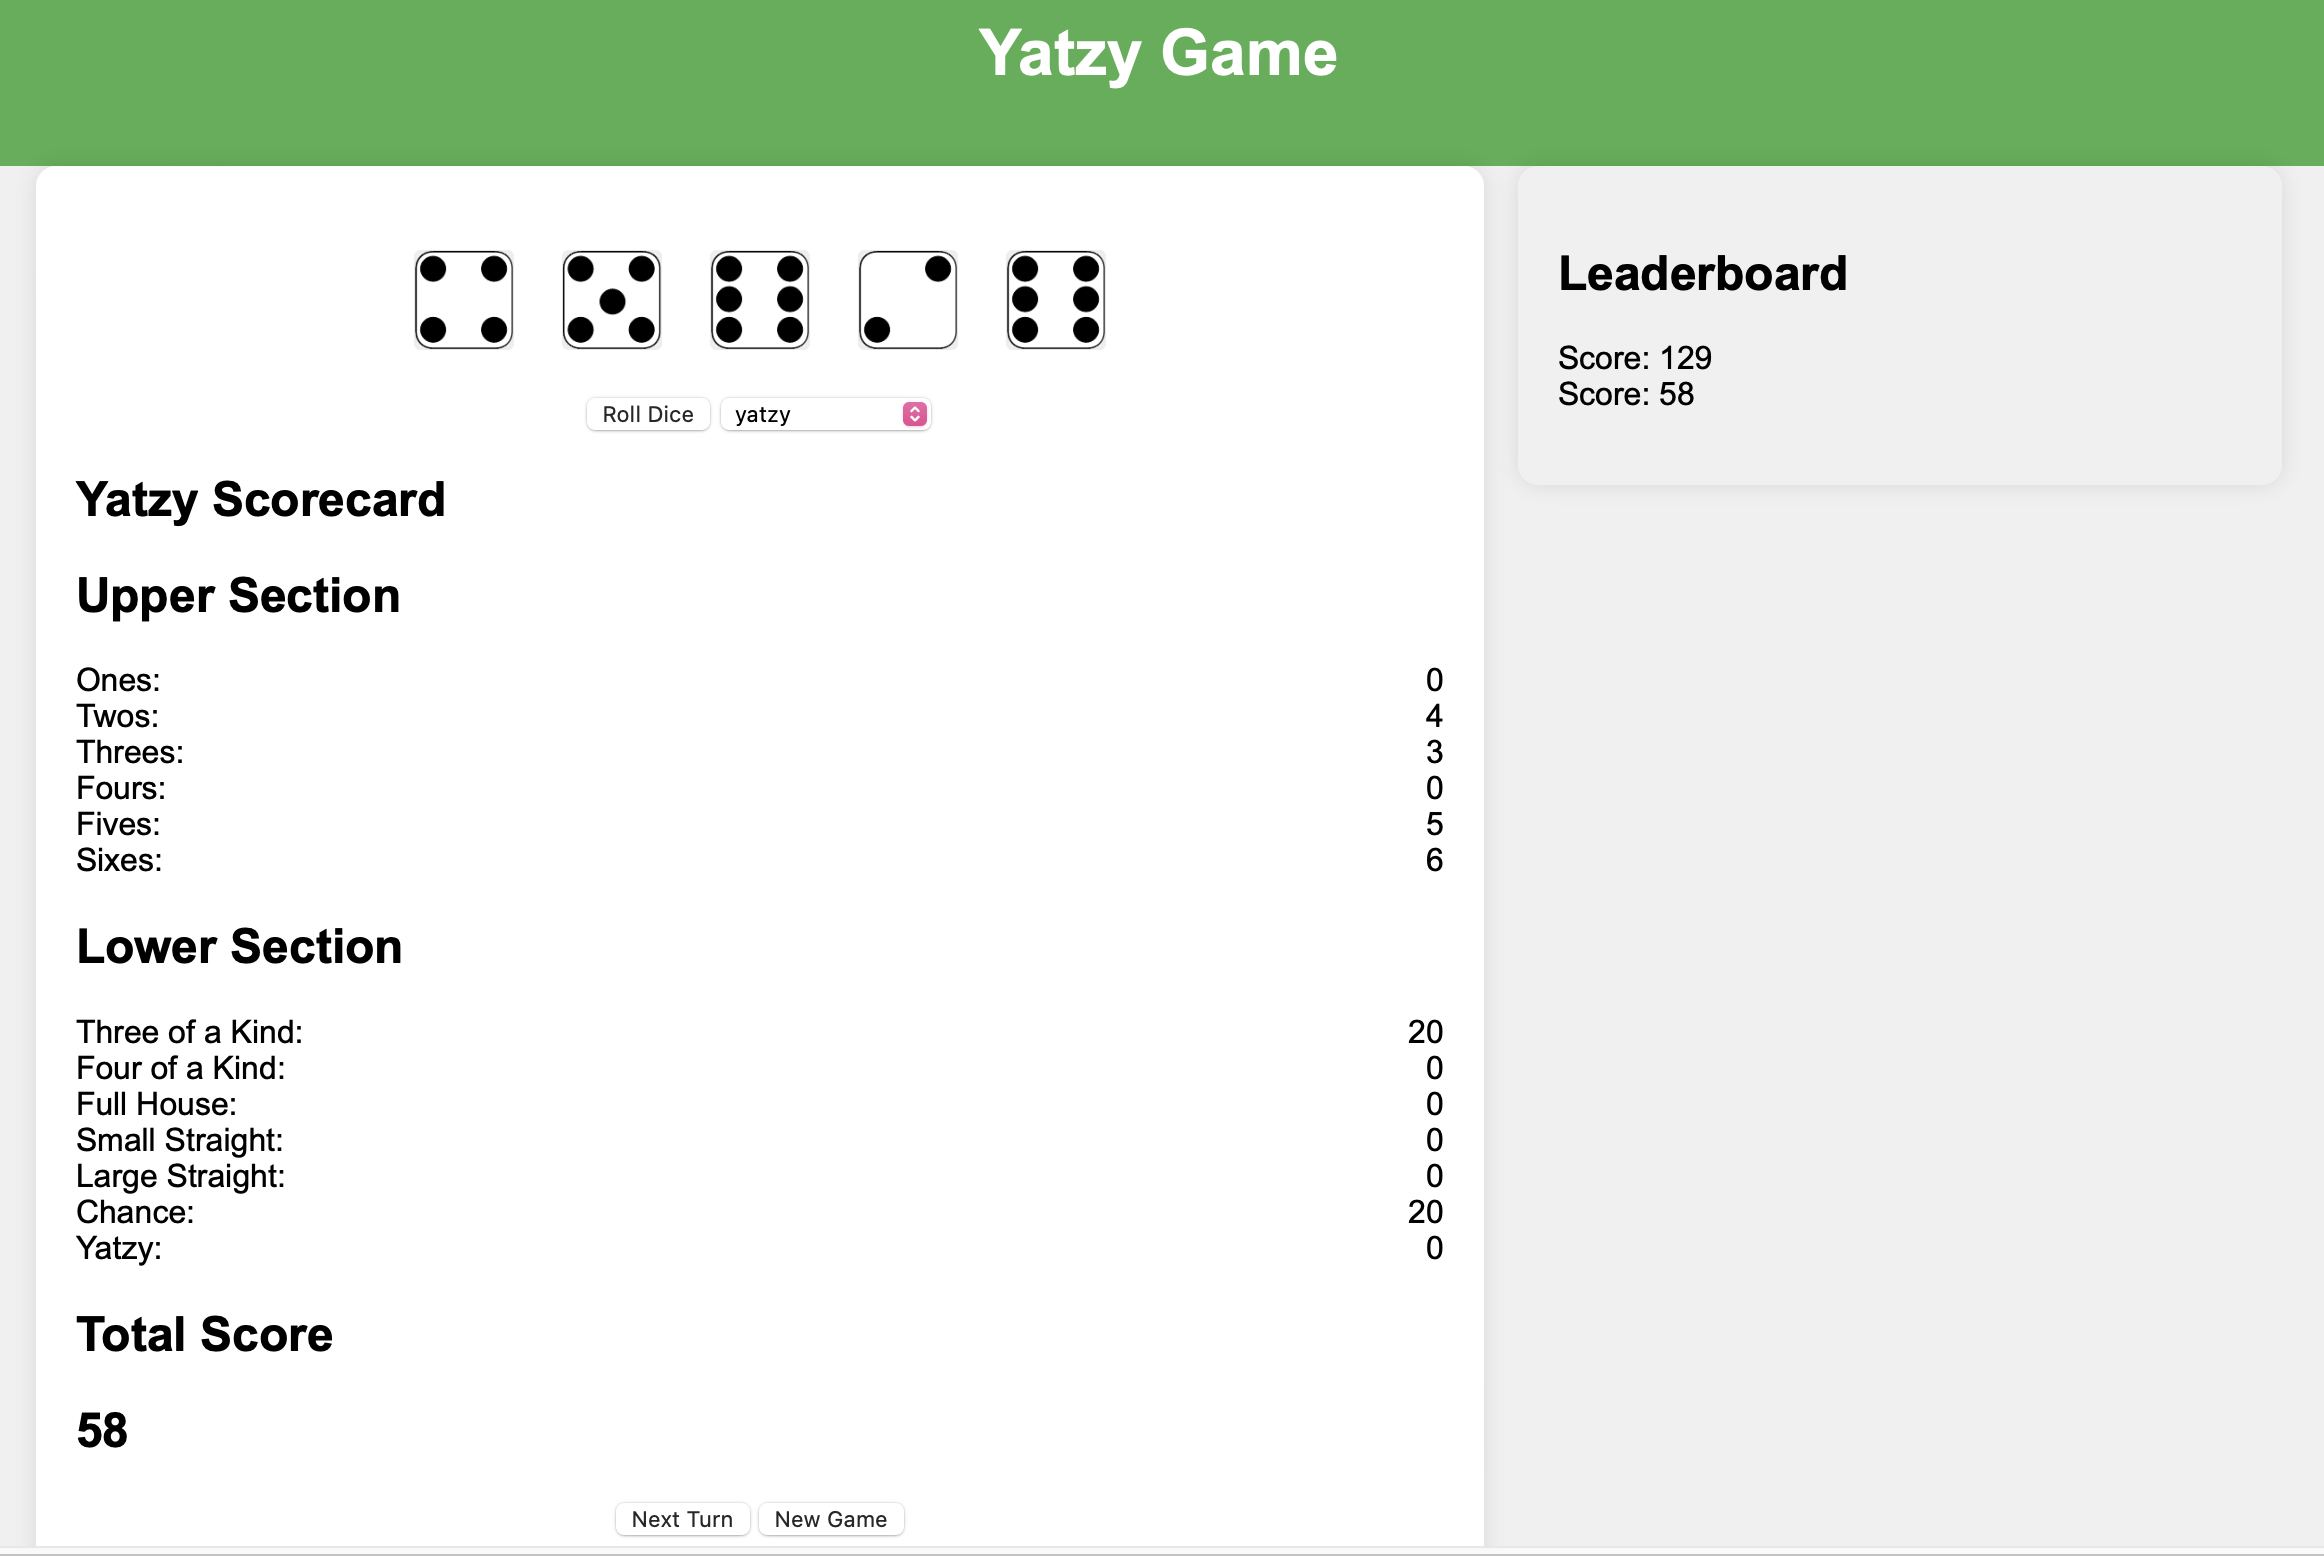 Yatzy Game
Roll Dice yatzy
Yatzy Scorecard
Upper Section
Ones: 0
Twos: 4
Threes: 3
Fours: 0
Fives: 5
Sixes: 6
Lower Section
Three of a Kind: 20
Four of a Kind: 0
Full House: 0
Small Straight: 0
Large Straight: 0
Chance: 20
Yatzy: 0
Total Score
58
Next Turn New Game
Leaderboard
Score: 129
Score: 58